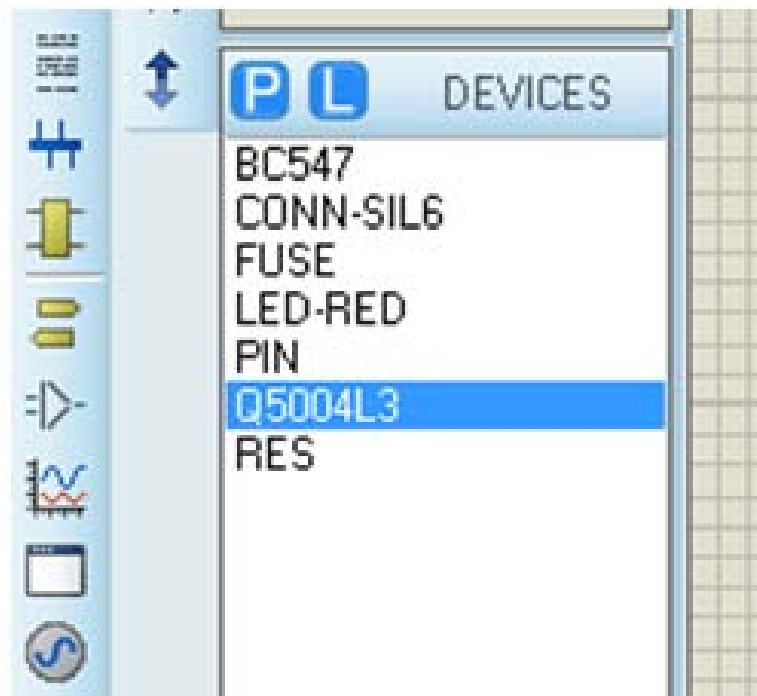 P L DEVICES
BC547
CONN-SIL6
FUSE
LED-RED
PIN
Q5004L3
RES